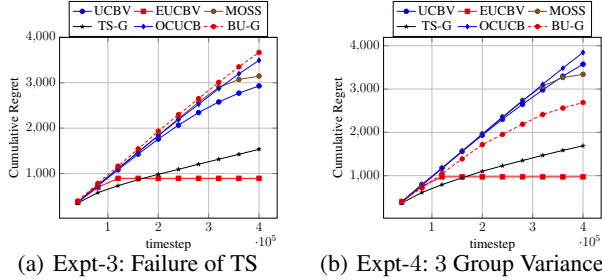 UCBV EUCBV MOSS
TS-G OCUCB BU-G
4,000
3,000
2,000
1,000
Cumulative Regret
1 2 3 4
timestep ·10⁵
(a) Expt-3: Failure of TS
UCBV EUCBV MOSS
TS-G OCUCB BU-G
4,000
3,000
2,000
1,000
Cumulative Regret
1 2 3 4
timestep ·10⁵
(b) Expt-4: 3 Group Variance